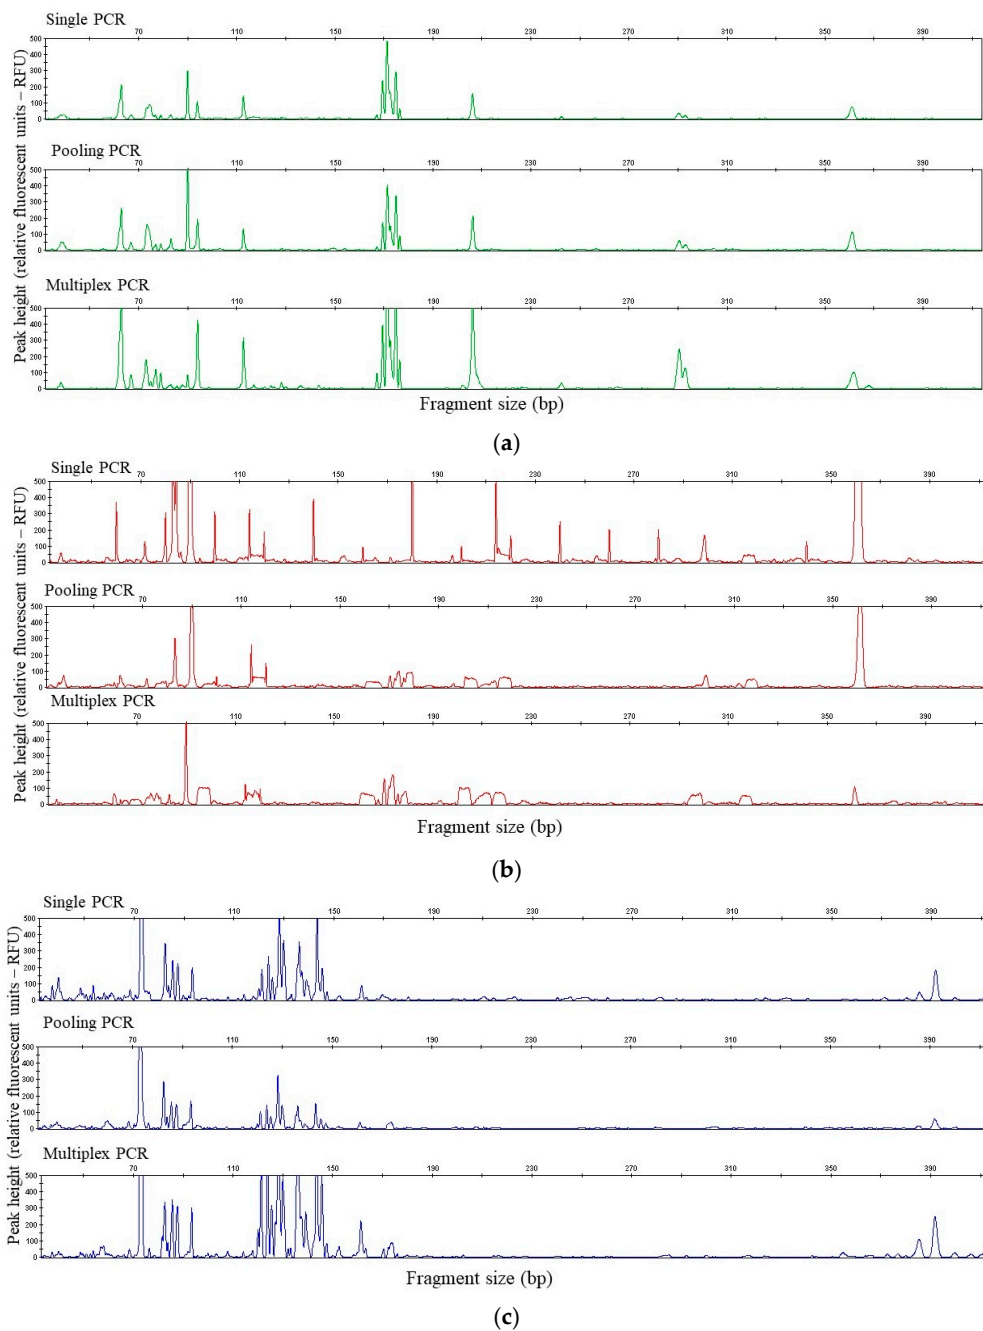 Single PCR
70 110 150 190 230 270 310 350 390
500
400
300
200
100
0
Pooling PCR
70 110 150 190 230 270 310 350 390
500
400
300
200
100
0
Multiplex PCR
70 110 150 190 230 270 310 350 390
500
400
300
200
100
0
Peak height (relative fluorescent units – RFU)
Fragment size (bp)
(a)
Single PCR
70 110 150 190 230 270 310 350 390
500
400
300
200
100
0
Pooling PCR
70 110 150 190 230 270 310 350 390
500
400
300
200
100
0
Multiplex PCR
70 110 150 190 230 270 310 350 390
500
400
300
200
100
0
Peak height (relative fluorescent units – RFU)
Fragment size (bp)
(b)
Single PCR
70 110 150 190 230 270 310 350 390
500
400
300
200
100
0
Pooling PCR
70 110 150 190 230 270 310 350 390
500
400
300
200
100
0
Multiplex PCR
70 110 150 190 230 270 310 350 390
500
400
300
200
100
0
Peak height (relative fluorescent units – RFU)
Fragment size (bp)
(c)